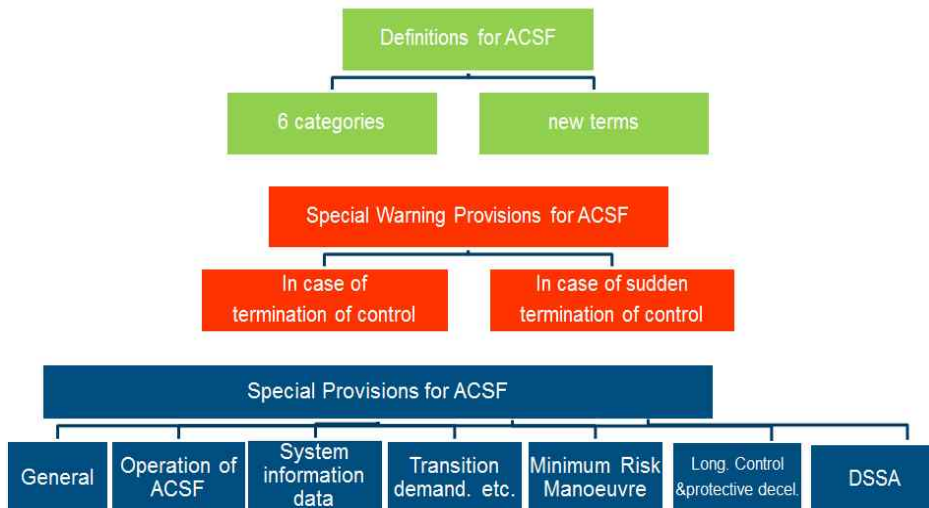 Definitions for ACSF
6 categories
new terms
Special Warning Provisions for ACSF
In case of
termination of control
In case of sudden
termination of control
Special Provisions for ACSF
General
Operation of
ACSF
System
information
data
Transition
demand. etc.
Minimum Risk
Manoeuvre
Long. Control
&protective decel.
DSSA